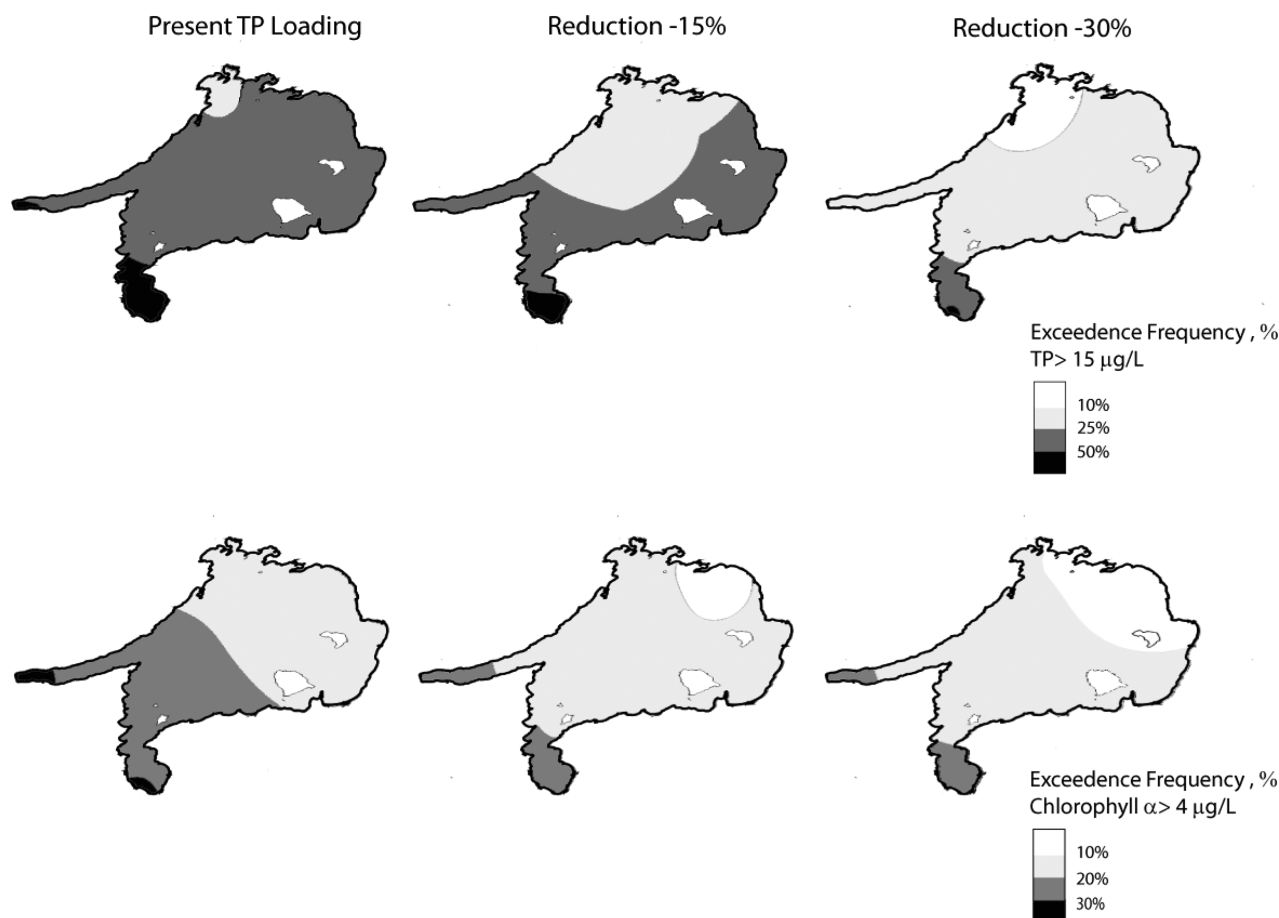 Present TP Loading
Reduction -15%
Reduction -30%
Exceedence Frequency , %
TP> 15 μg/L
10%
25%
50%
Exceedence Frequency , %
Chlorophyll α> 4 μg/L
10%
20%
30%